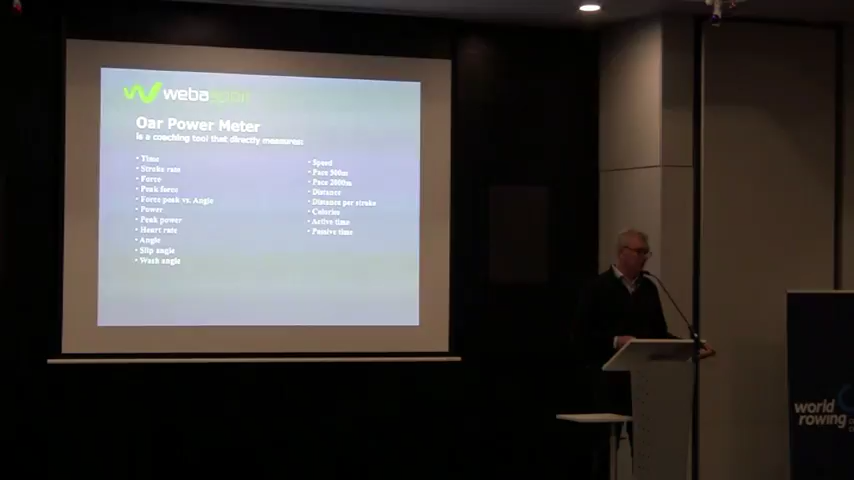 weba sport
Oar Power Meter
is a coaching tool that directly measures:
• Time
• Stroke rate
• Force
• Peak force
• Force peak vs. Angle
• Power
• Peak power
• Heart rate
• Angle
• Slip angle
• Wash angle
• Speed
• Pace 500m
• Pace 2000m
• Distance
• Distance per stroke
• Calories
• Active time
• Passive time
world
rowing